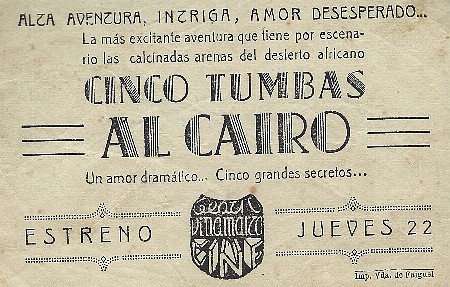 ALTA AVENTURA, INTRIGA, AMOR DESESPERADO...
La más excitante aventura que tiene por escena-
rio las calcinadas arenas del desierto africano
CINCO TUMBAS
AL CAIRO
Un amor dramático... Cinco grandes secretos...
ESTRENO
CINE
JUEVES 22
Imp. Vda. de